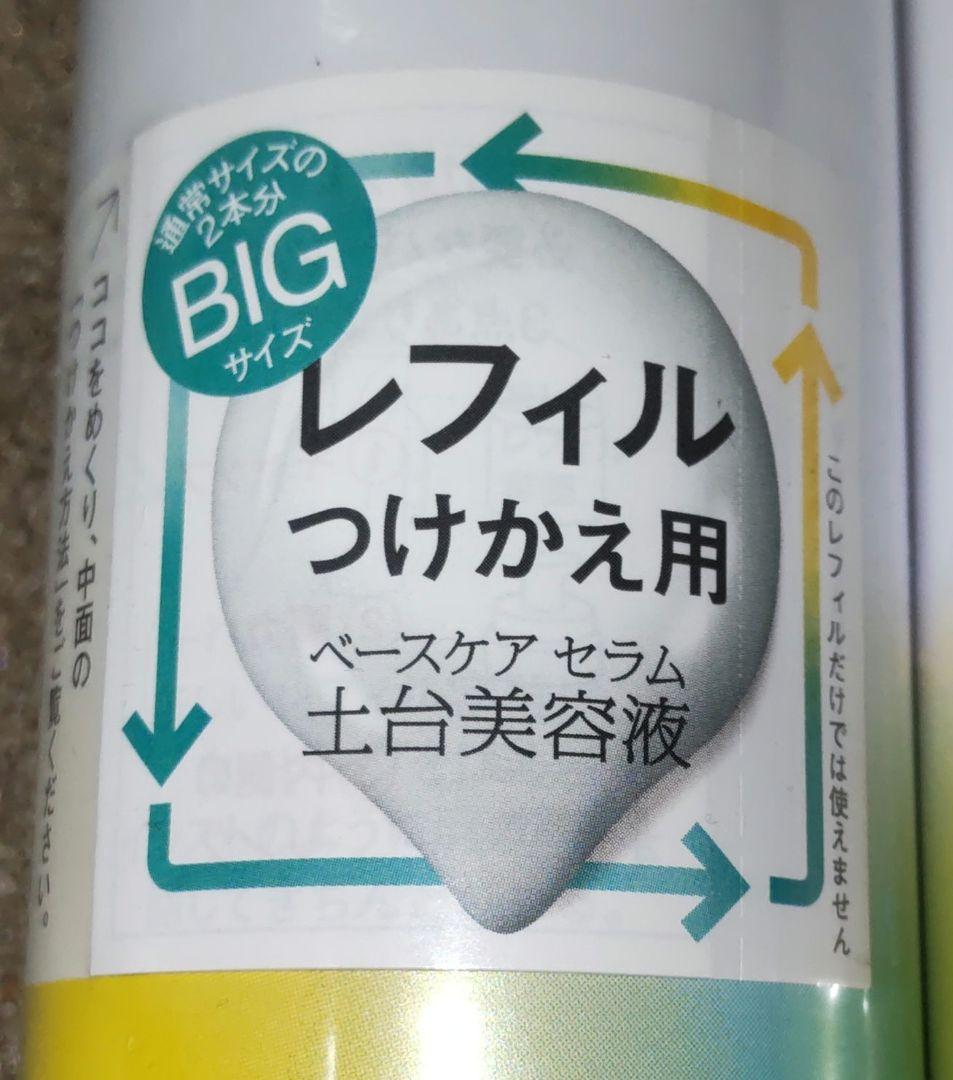 通常サイズの
2本分
BIG
サイズ
レフィル
つけかえ用
ベースケア セラム
土台美容液
このレフィルだけでは使えません
ココをめくり、中面の
「つけかえ方法」をご覧ください。